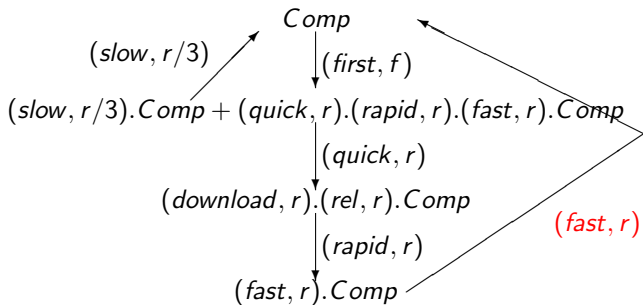 Comp
(slow, r/3)
(first, f)
(slow, r/3).Comp + (quick, r).(rapid, r).(fast, r).Comp
(quick, r)
(download, r).(rel, r).Comp
(rapid, r)
(fast, r)
(fast, r).Comp